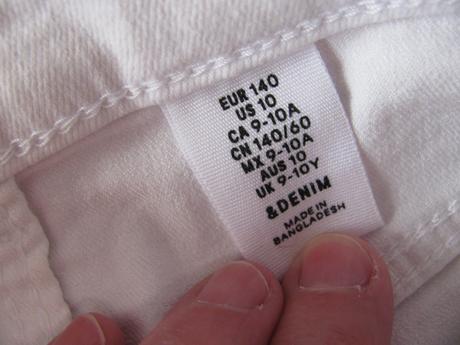 EUR 140
US 10
CA 9-10A
CN 140/60
MX 9-10A
AUS 10
UK 9-10Y
&DENIM
MADE IN
BANGLADESH